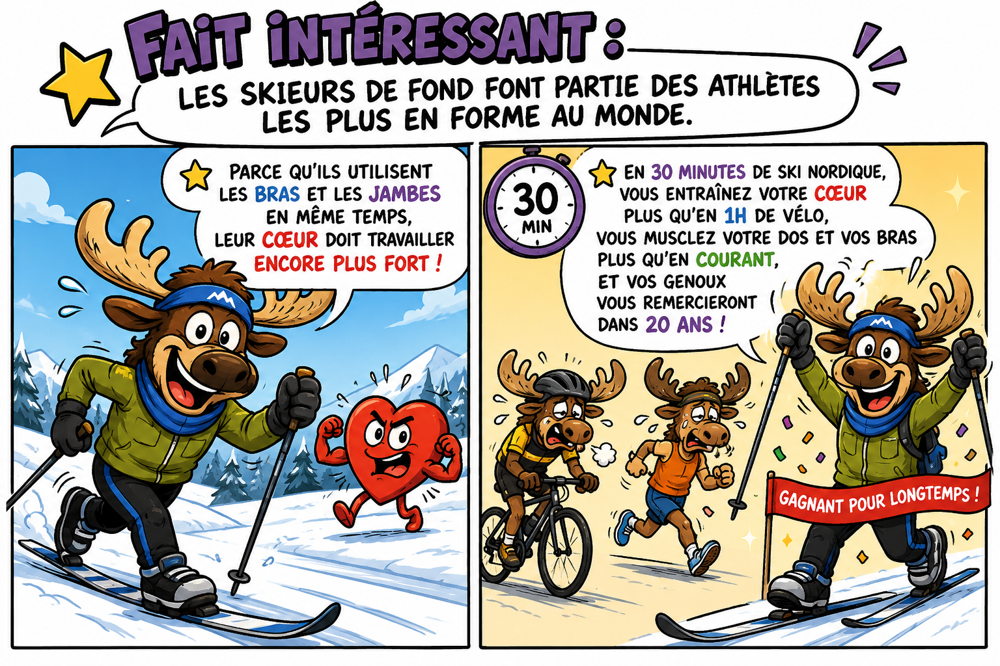 FAIT INTÉRESSANT :
LES SKIEURS DE FOND FONT PARTIE DES ATHLÈTES
LES PLUS EN FORME AU MONDE.
PARCE QU'ILS UTILISENT
LES BRAS ET LES JAMBES
EN MÊME TEMPS,
LEUR CŒUR DOIT TRAVAILLER
ENCORE PLUS FORT !
30
MIN
EN 30 MINUTES DE SKI NORDIQUE,
VOUS ENTRAÎNEZ VOTRE CŒUR
PLUS QU'EN 1H DE VÉLO,
VOUS MUSCLEZ VOTRE DOS ET VOS BRAS
PLUS QU'EN COURANT,
ET VOS GENOUX
VOUS REMERCIERONT
DANS 20 ANS !
GAGNANT POUR LONGTEMPS !